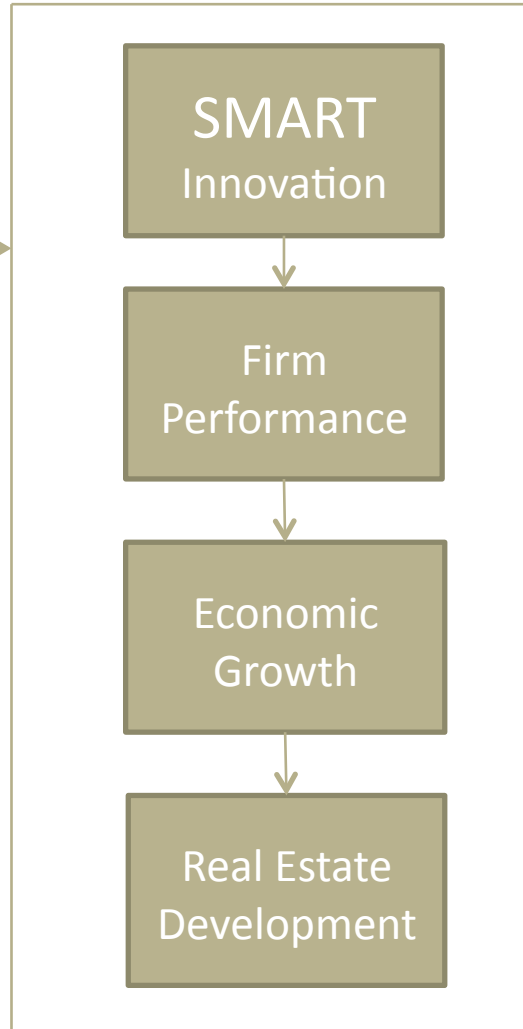 SMART
Innovation
Firm
Performance
Economic
Growth
Real Estate
Development